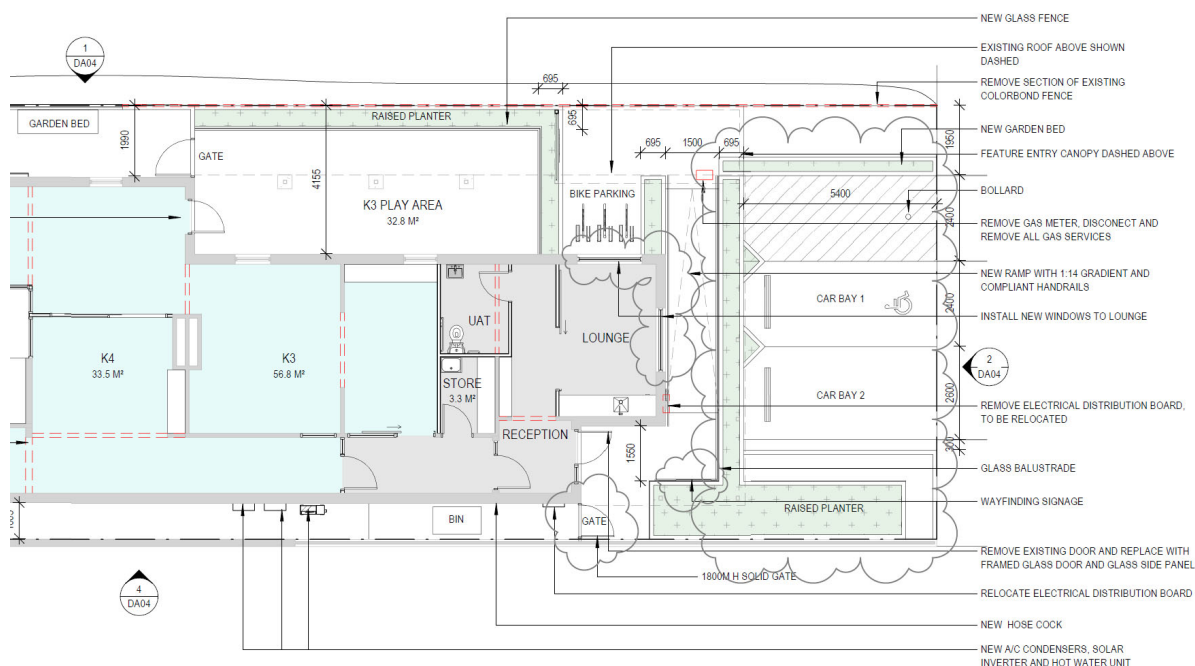 NEW GLASS FENCE
EXISTING ROOF ABOVE SHOWN
DASHED
REMOVE SECTION OF EXISTING
COLORBOND FENCE
NEW GARDEN BED
FEATURE ENTRY CANOPY DASHED ABOVE
BOLLARD
REMOVE GAS METER, DISCONECT AND
REMOVE ALL GAS SERVICES
NEW RAMP WITH 1:14 GRADIENT AND
COMPLIANT HANDRAILS
INSTALL NEW WINDOWS TO LOUNGE
2
DA04
REMOVE ELECTRICAL DISTRIBUTION BOARD,
TO BE RELOCATED
GLASS BALUSTRADE
WAYFINDING SIGNAGE
REMOVE EXISTING DOOR AND REPLACE WITH
FRAMED GLASS DOOR AND GLASS SIDE PANEL
RELOCATE ELECTRICAL DISTRIBUTION BOARD
NEW HOSE COCK
NEW A/C CONDENSERS, SOLAR
INVERTER AND HOT WATER UNIT
1
DA04
695
GARDEN BED
RAISED PLANTER
695
1990
GATE
4155
695
1500
695
1950
BIKE PARKING
5400
2400
K3 PLAY AREA
32.8 M²
CAR BAY 1
2400
UAT
LOUNGE
K4
33.5 M²
K3
56.8 M²
STORE
3.3 M²
CAR BAY 2
2600
RECEPTION
1550
300
RAISED PLANTER
BIN
GATE
1800M H SOLID GATE
4
DA04